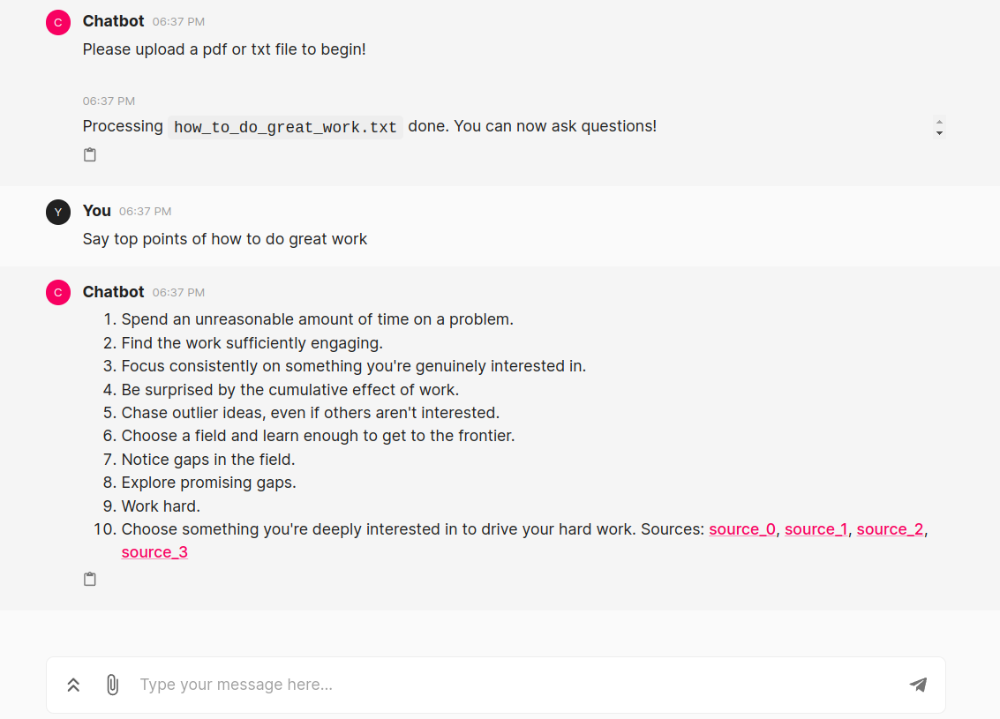 C Chatbot 06:37 PM
Please upload a pdf or txt file to begin!
06:37 PM
Processing how_to_do_great_work.txt done. You can now ask questions!
Y You 06:37 PM
Say top points of how to do great work
C Chatbot 06:37 PM
1. Spend an unreasonable amount of time on a problem.
2. Find the work sufficiently engaging.
3. Focus consistently on something you're genuinely interested in.
4. Be surprised by the cumulative effect of work.
5. Chase outlier ideas, even if others aren't interested.
6. Choose a field and learn enough to get to the frontier.
7. Notice gaps in the field.
8. Explore promising gaps.
9. Work hard.
10. Choose something you're deeply interested in to drive your hard work. Sources: source_0, source_1, source_2,
source_3
Type your message here...